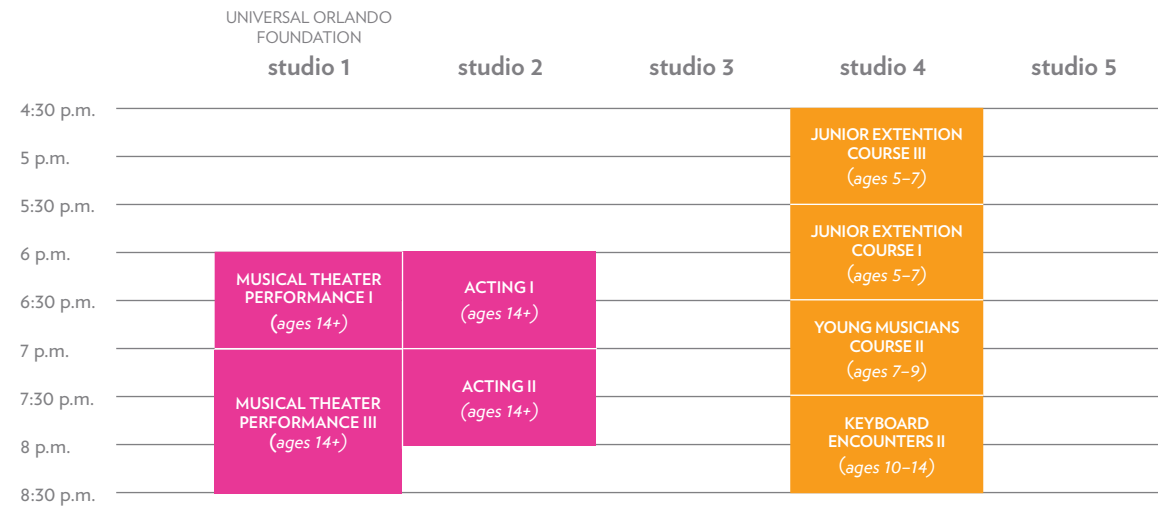 UNIVERSAL ORLANDO
FOUNDATION
studio 1
studio 2
studio 3
studio 4
studio 5
4:30 p.m.
5 p.m.
5:30 p.m.
6 p.m.
6:30 p.m.
7 p.m.
7:30 p.m.
8 p.m.
8:30 p.m.
MUSICAL THEATER
PERFORMANCE I
(ages 14+)
MUSICAL THEATER
PERFORMANCE III
(ages 14+)
ACTING I
(ages 14+)
ACTING II
(ages 14+)
JUNIOR EXTENTION
COURSE III
(ages 5–7)
JUNIOR EXTENTION
COURSE I
(ages 5–7)
YOUNG MUSICIANS
COURSE II
(ages 7–9)
KEYBOARD
ENCOUNTERS II
(ages 10–14)